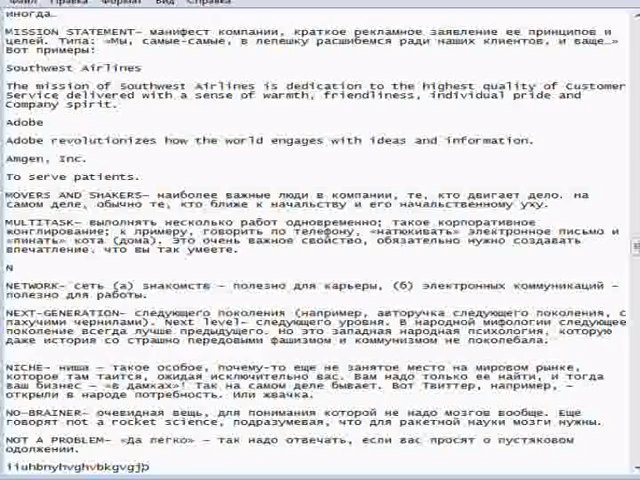 Файл Правка Формат Вид Справка
иногда…
MISSION STATEMENT– манифест компании, краткое рекламное заявление ее принципов и
целей. Типа: «Мы, самые-самые, в лепешку расшибемся ради наших клиентов, и ваще…»
Вот примеры:
Southwest Airlines
The mission of Southwest Airlines is dedication to the highest quality of Customer
Service delivered with a sense of warmth, friendliness, individual pride and
Company Spirit.
Adobe
Adobe revolutionizes how the world engages with ideas and information.
Amgen, Inc.
To serve patients.
MOVERS AND SHAKERS– наиболее важные люди в компании, те, кто двигает дело. На
самом деле, обычно те, кто ближе к начальству и его начальственному уху.
MULTITASK– выполнять несколько работ одновременно; такое корпоративное
конглирование; к примеру, говорить по телефону, «натюкивать» электронное письмо и
«пинать» кота (дома). Это очень важное свойство, обязательно нужно создавать
впечатление, что вы так умеете.
N
NETWORK– сеть (а) знакомств – полезно для карьеры, (б) электронных коммуникаций –
полезно для работы.
NEXT-GENERATION– следующего поколения (например, авторучка следующего поколения, с
пахучими чернилами). Next level– следующего уровня. В народной мифологии следующее
поколение всегда лучше предыдущего. Но это западная народная психология, которую
даже история со страшно передовыми фашизмом и коммунизмом не поколебала.
NICHE– ниша – такое особое, почему-то еще не занятое место на мировом рынке,
которое там таится, ожидая исключительно вас. Вам надо только ее найти, и тогда
ваш бизнес – «в дамках»! Так на самом деле бывает. Вот Твиттер, например, –
открыли в народе потребность. Или жвачка.
NO-BRAINER– очевидная вещь, для понимания которой не надо мозгов вообще. Еще
говорят not a rocket science, подразумевая, что для ракетной науки мозги нужны.
NOT A PROBLEM– «Да легко» – так надо отвечать, если вас просят о пустяковом
одолжении.
iiuhbnyhvghvbkgvgjp